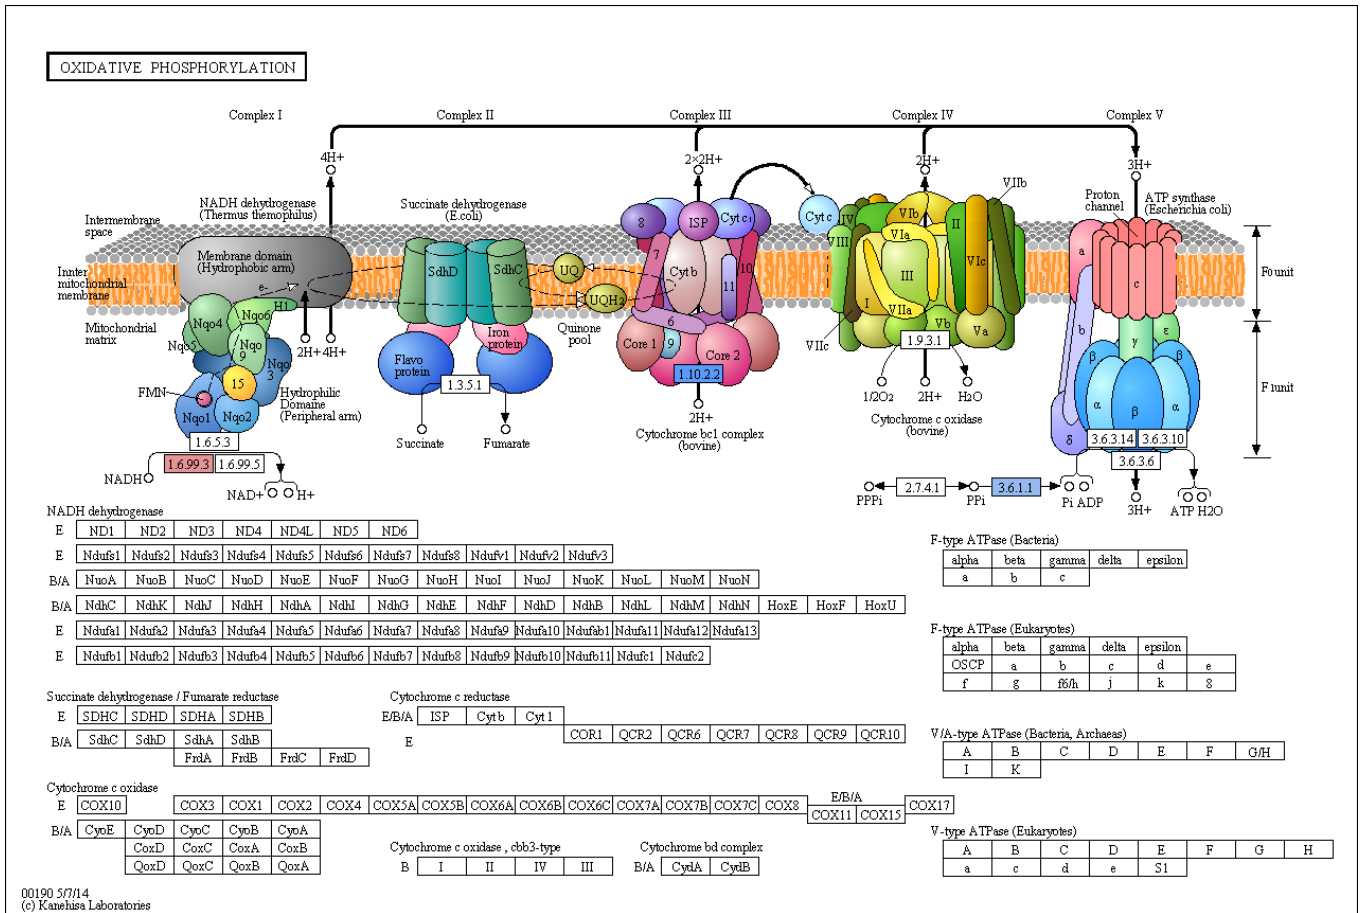 OXIDATIVE PHOSPHORYLATION
Complex I
Complex II
Complex III
Complex IV
Complex V
4H+
2×2H+
2H+
3H+
NADH dehydrogenase
(Thermus themophilus)
Succinate dehydrogenase
(E.coli)
Intermembrane
space
Innter
mitochondrial
membrane
Mitochondrial
matrix
Membrane domain
(Hydrophobic arm)
e-
H1
Nqo4
Nqo6
Nqo5
Nqo
9
Nqo
3
15
FMN
Nqo1
Nqo2
2H+
4H+
Hydrophilic
Domaine
(Peripheral arm)
1.6.5.3
1.6.99.3
1.6.99.5
NADH
NAD+
H+
SdhD
SdhC
Flavo
protein
Iron
protein
1.3.5.1
Succinate
Fumarate
UQ
UQH2
Quinone
pool
8
ISP
Cyt c1
7
Cyt b
10
11
6
Core 1
9
Core 2
1.10.2.2
2H+
Cytochrome bc1 complex
(bovine)
Cyt c
IV
VIb
II
VIIb
VIII
VIa
VIc
III
I
VIIa
VIIc
Vb
Va
1.9.3.1
1/2O2
2H+
H2O
Cytochrome c oxidase
(bovine)
Proton
channel
ATP synthase
(Escherichia coli)
a
c
b
γ
ε
β
β
α
β
α
δ
F0 unit
F1 unit
3.6.3.14
3.6.3.10
3.6.3.6
PPPi
2.7.4.1
PPi
3.6.1.1
Pi ADP
3H+
ATP H2O
NADH dehydrogenase
E ND1 ND2 ND3 ND4 ND4L ND5 ND6
E Ndufs1 Ndufs2 Ndufs3 Ndufs4 Ndufs5 Ndufs6 Ndufs7 Ndufs8 Ndufv1 Ndufv2 Ndufv3
B/A NuoA NuoB NuoC NuoD NuoE NuoF NuoG NuoH NuoI NuoJ NuoK NuoL NuoM NuoN
B/A NdhC NdhK NdhJ NdhH NdhA NdhI NdhG NdhE NdhF NdhD NdhB NdhL NdhM NdhN HoxE HoxF HoxU
E Ndufa1 Ndufa2 Ndufa3 Ndufa4 Ndufa5 Ndufa6 Ndufa7 Ndufa8 Ndufa9 Ndufa10 Ndufab1 Ndufa11 Ndufa12 Ndufa13
E Ndufb1 Ndufb2 Ndufb3 Ndufb4 Ndufb5 Ndufb6 Ndufb7 Ndufb8 Ndufb9 Ndufb10 Ndufb11 Ndufc1 Ndufc2
Succinate dehydrogenase / Fumarate reductase
E SDHC SDHD SDHA SDHB
B/A SdhC SdhD SdhA SdhB
FrdA FrdB FrdC FrdD
Cytochrome c reductase
E/B/A ISP Cyt b Cyt 1
E COR1 QCR2 QCR6 QCR7 QCR8 QCR9 QCR10
Cytochrome c oxidase
E COX10 COX3 COX1 COX2 COX4 COX5A COX5B COX6A COX6B COX6C COX7A COX7B COX7C COX8
E/B/A
COX11 COX15
COX17
B/A CyoE CyoD CyoC CyoB CyoA
CoxD CoxC CoxA CoxB
QoxD QoxC QoxB QoxA
Cytochrome c oxidase , cbb3-type
B I II IV III
Cytochrome bd complex
B/A CydA CydB
F-type ATPase (Bacteria)
alpha beta gamma delta epsilon
a b c
F-type ATPase (Eukaryotes)
alpha beta gamma delta epsilon
OSCP a b c d e
f g f6/h j k 8
V/A-type ATPase (Bacteria, Archaeas)
A B C D E F G/H
I K
V-type ATPase (Eukaryotes)
A B C D E F G H
a c d e S1
00190 5/7/14
(c) Kanehisa Laboratories